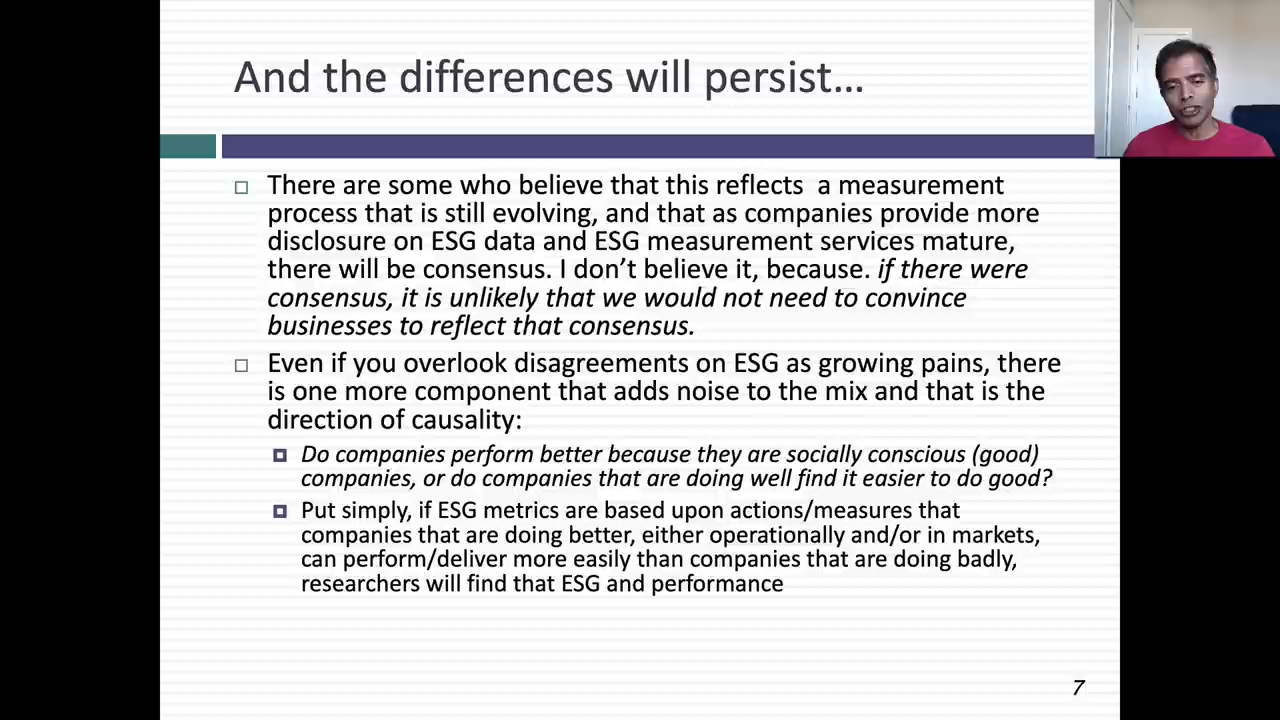 And the differences will persist…
There are some who believe that this reflects  a measurement
process that is still evolving, and that as companies provide more
disclosure on ESG data and ESG measurement services mature,
there will be consensus. I don’t believe it, because. if there were
consensus, it is unlikely that we would not need to convince
businesses to reflect that consensus.
Even if you overlook disagreements on ESG as growing pains, there
is one more component that adds noise to the mix and that is the
direction of causality:
Do companies perform better because they are socially conscious (good)
companies, or do companies that are doing well find it easier to do good?
Put simply, if ESG metrics are based upon actions/measures that
companies that are doing better, either operationally and/or in markets,
can perform/deliver more easily than companies that are doing badly,
researchers will find that ESG and performance
7